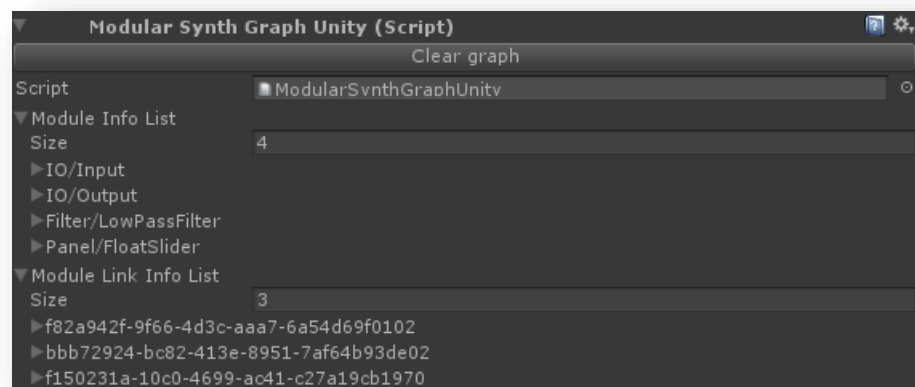 Modular Synth Graph Unity (Script)
Clear graph
Script ModularSynthGraphUnity
Module Info List
Size 4
IO/Input
IO/Output
Filter/LowPassFilter
Panel/FloatSlider
Module Link Info List
Size 3
f82a942f-9f66-4d3c-aaa7-6a54d69f0102
bbb72924-bc82-413e-8951-7af64b93de02
f150231a-10c0-4699-ac41-c27a19cb1970